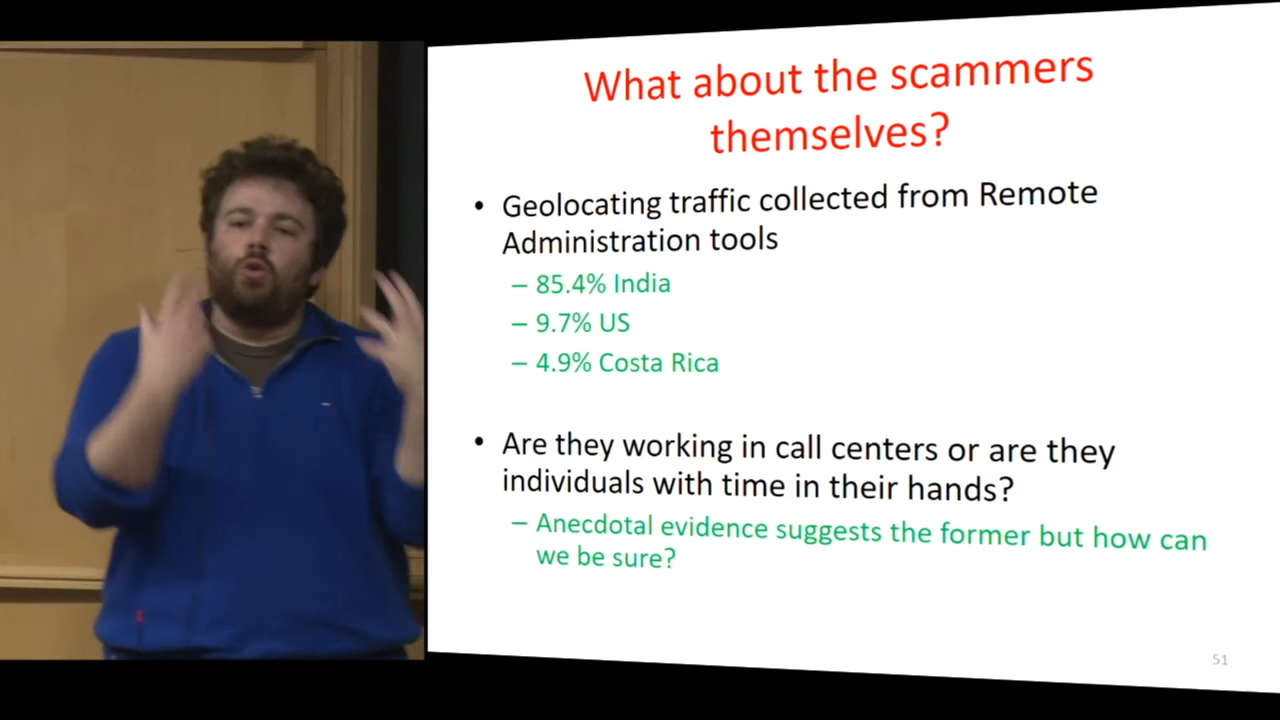 What about the scammers
themselves?
• Geolocating traffic collected from Remote
Administration tools
– 85.4% India
– 9.7% US
– 4.9% Costa Rica
• Are they working in call centers or are they
individuals with time in their hands?
– Anecdotal evidence suggests the former but how can
we be sure?
51